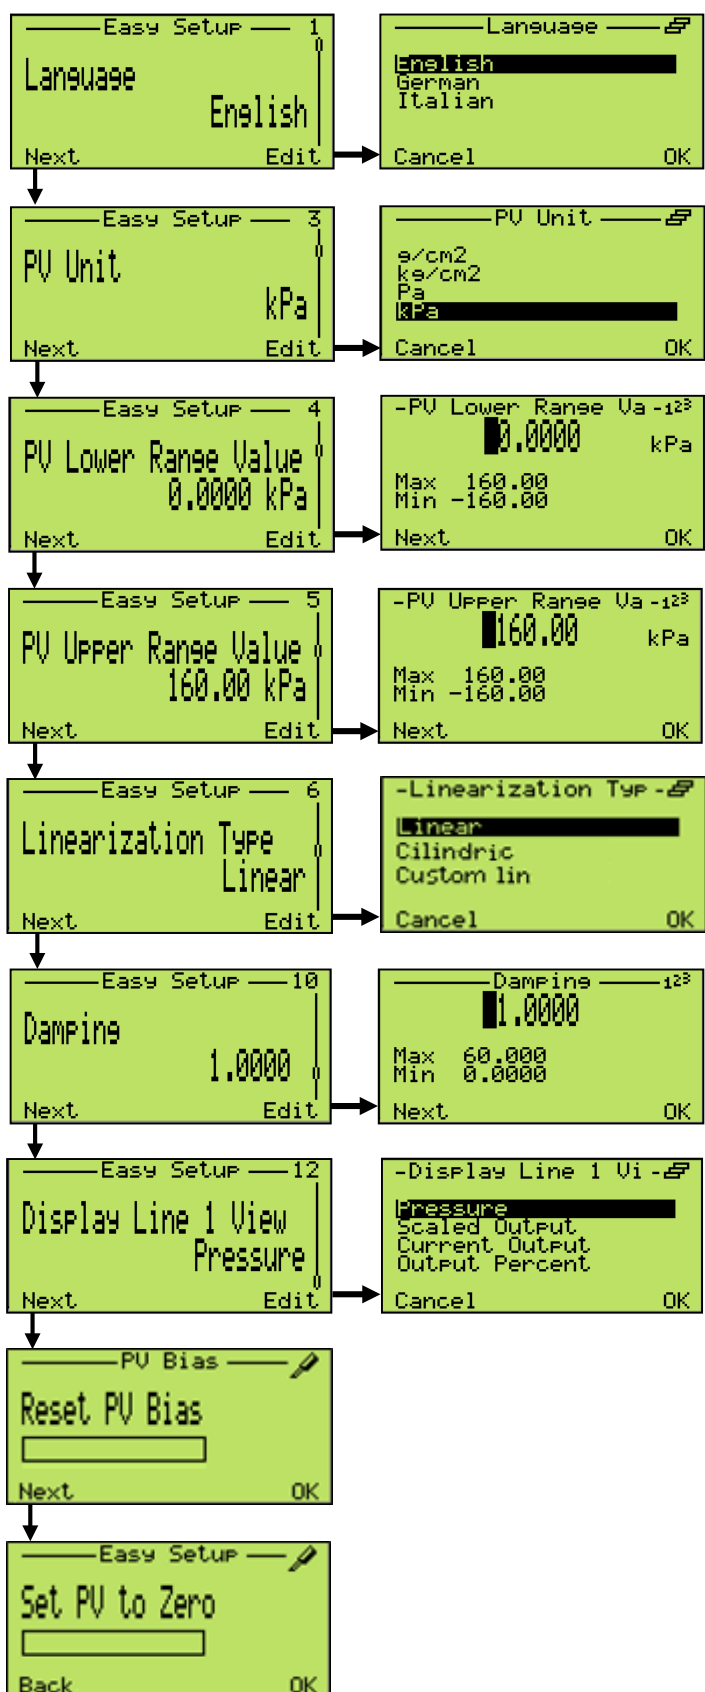 Easy Setup 1
Language
English
Next Edit
Language
English
German
Italian
Cancel OK
Easy Setup 3
PV Unit
kPa
Next Edit
PV Unit
g/cm2
kg/cm2
Pa
kPa
Cancel OK
Easy Setup 4
PV Lower Range Value
0.0000 kPa
Next Edit
-PV Lower Range Va-123
0.0000 kPa
Max 160.00
Min -160.00
Next OK
Easy Setup 5
PV Upper Range Value
160.00 kPa
Next Edit
-PV Upper Range Va-123
160.00 kPa
Max 160.00
Min -160.00
Next OK
Easy Setup 6
Linearization Type
Linear
Next Edit
-Linearization Typ-
Linear
Cilindric
Custom lin
Cancel OK
Easy Setup 10
Damping
1.0000
Next Edit
Damping 123
1.0000
Max 60.000
Min 0.0000
Next OK
Easy Setup 12
Display Line 1 View
Pressure
Next Edit
-Display Line 1 Vi-
Pressure
Scaled Output
Current Output
Output Percent
Cancel OK
PV Bias
Reset PV Bias
Next OK
Easy Setup
Set PV to Zero
Back OK